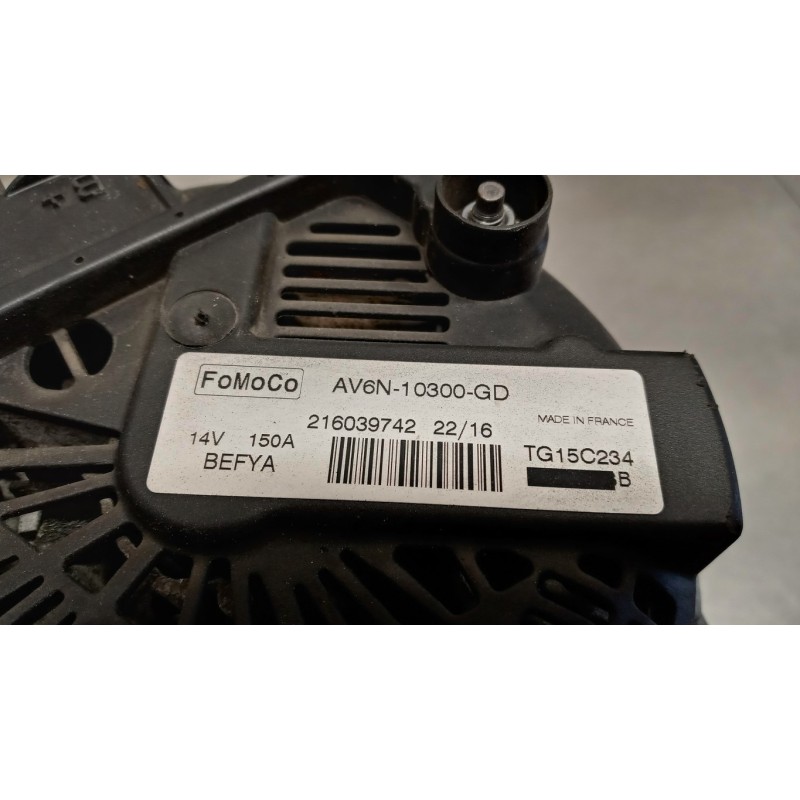 FoMoCo AV6N-10300-GD
216039742 22/16 MADE IN FRANCE
14V 150A TG15C234
BEFYA B